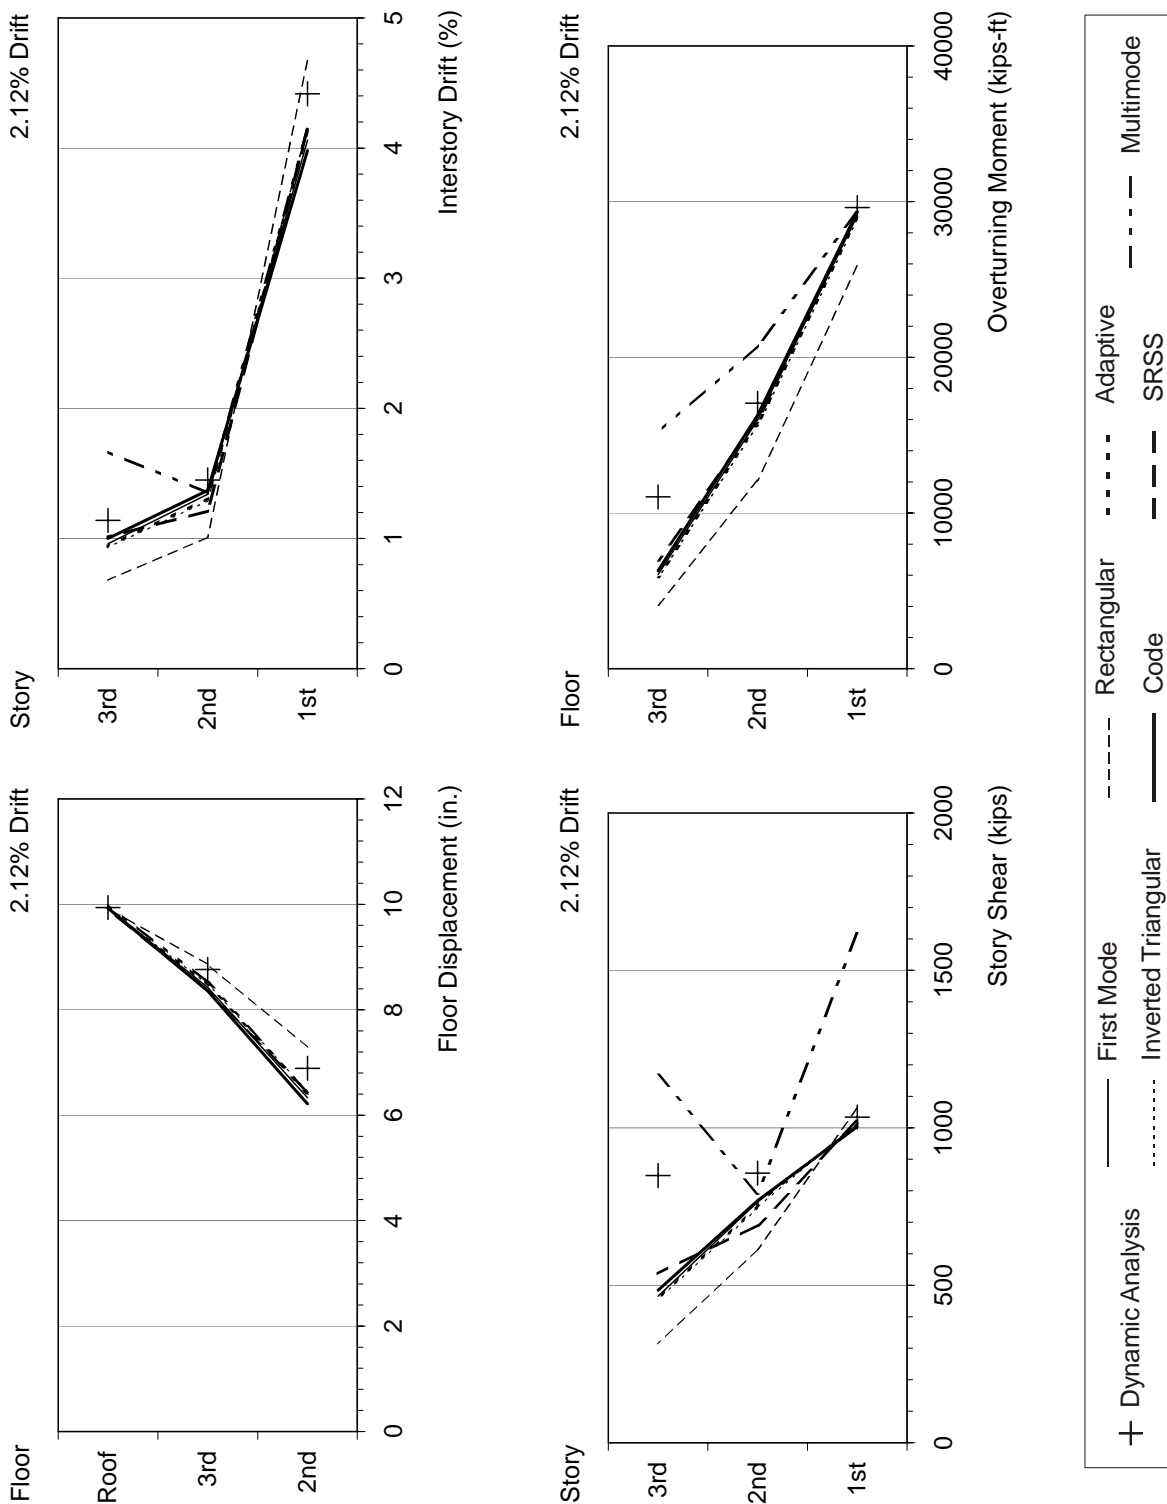 Floor
2.12% Drift
Roof
3rd
2nd
0
2
4
6
8
10
12
Floor Displacement (in.)
Story
2.12% Drift
3rd
2nd
1st
0
1
2
3
4
5
Interstory Drift (%)
Story
2.12% Drift
3rd
2nd
1st
0
500
1000
1500
2000
Story Shear (kips)
Floor
2.12% Drift
3rd
2nd
1st
0
10000
20000
30000
40000
Overturning Moment (kips-ft)
Dynamic Analysis
First Mode
Rectangular
Adaptive
Multimode
Inverted Triangular
Code
SRSS